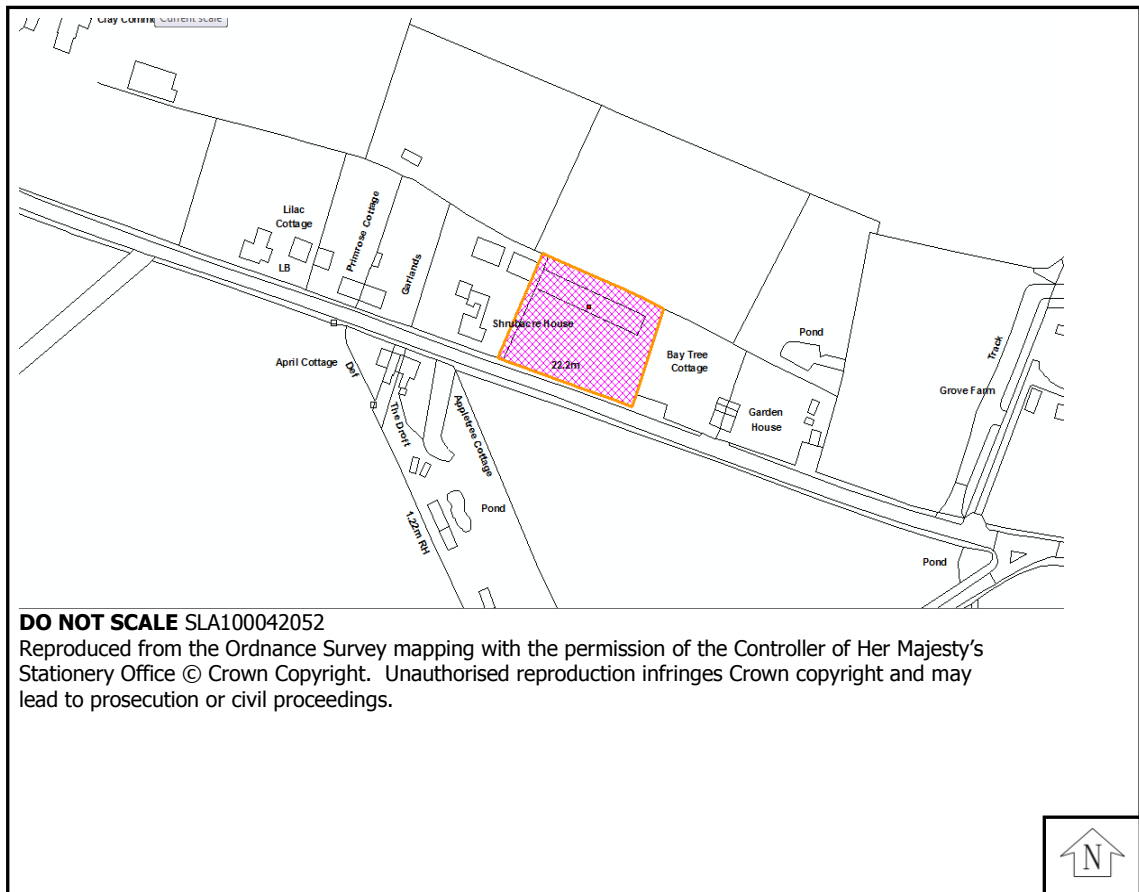 Clay Comm
Current scale
Lilac
Cottage
LB
Primrose Cottage
Garlands
Shrubacre House
22.2m
Bay Tree
Cottage
Pond
Garden
House
Track
Grove Farm
April Cottage
Def
The Droft
Appletree Cottage
Pond
1.22m RH
Pond
DO NOT SCALE SLA100042052
Reproduced from the Ordnance Survey mapping with the permission of the Controller of Her Majesty's
Stationery Office © Crown Copyright. Unauthorised reproduction infringes Crown copyright and may
lead to prosecution or civil proceedings.
N